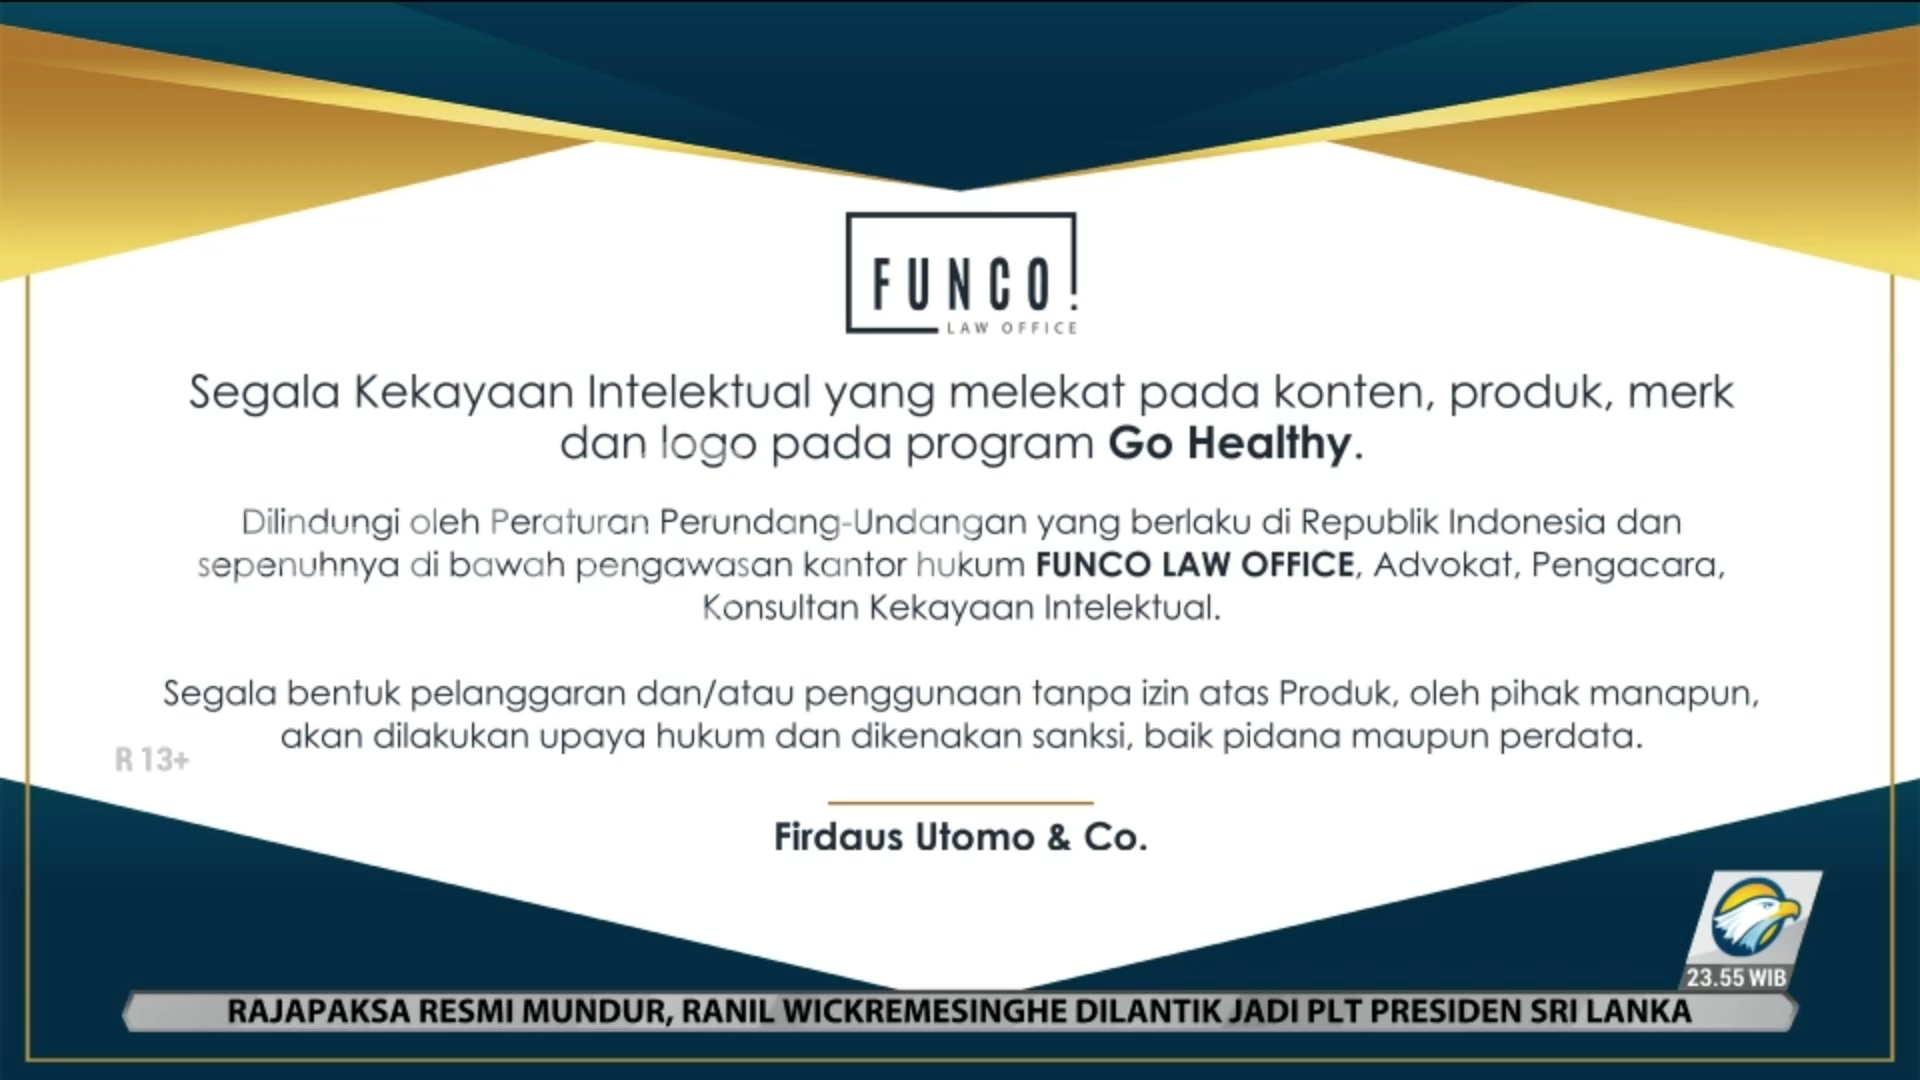 FUNCO!
LAW OFFICE
Segala Kekayaan Intelektual yang melekat pada konten, produk, merk
dan logo pada program Go Healthy.
Dilindungi oleh Peraturan Perundang-Undangan yang berlaku di Republik Indonesia dan
sepenuhnya di bawah pengawasan kantor hukum FUNCO LAW OFFICE, Advokat, Pengacara,
Konsultan Kekayaan Intelektual.
Segala bentuk pelanggaran dan/atau penggunaan tanpa izin atas Produk, oleh pihak manapun,
akan dilakukan upaya hukum dan dikenakan sanksi, baik pidana maupun perdata.
R 13+
Firdaus Utomo & Co.
23.55 WIB
RAJAPAKSA RESMI MUNDUR, RANIL WICKREMESINGHE DILANTIK JADI PLT PRESIDEN SRI LANKA